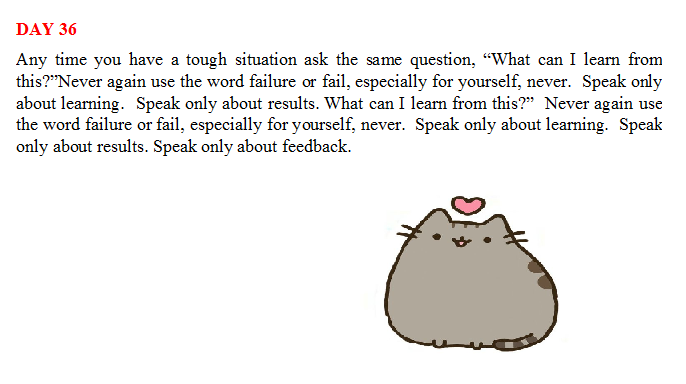 DAY 36
Any time you have a tough situation ask the same question, “What can I learn from
this?”Never again use the word failure or fail, especially for yourself, never.  Speak only
about learning.  Speak only about results. What can I learn from this?”  Never again use
the word failure or fail, especially for yourself, never.  Speak only about learning.  Speak
only about results. Speak only about feedback.